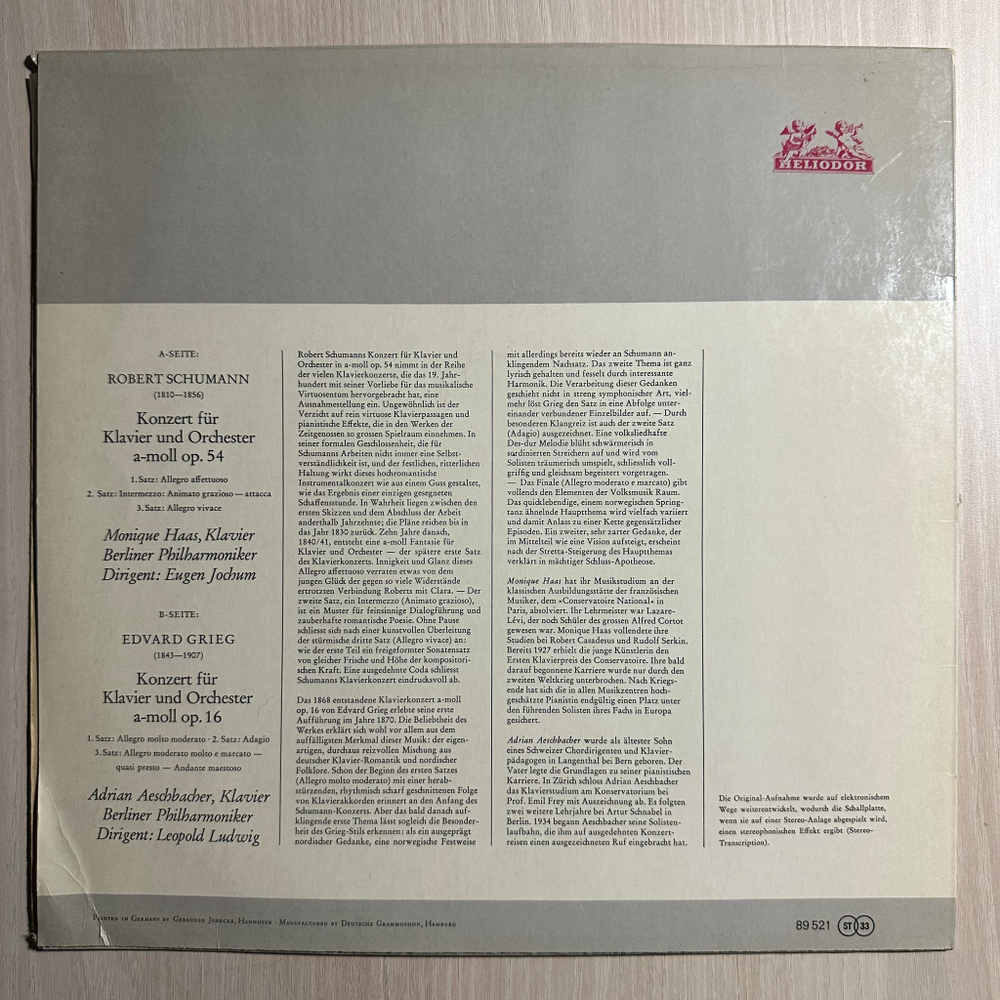 HELIODOR
A-SEITE:
ROBERT SCHUMANN
(1810—1856)
Konzert für
Klavier und Orchester
a-moll op. 54
1. Satz: Allegro affettuoso
2. Satz: Intermezzo: Animato grazioso — attacca
3. Satz: Allegro vivace
Monique Haas, Klavier
Berliner Philharmoniker
Dirigent: Eugen Jochum
B-SEITE:
EDVARD GRIEG
(1843—1907)
Konzert für
Klavier und Orchester
a-moll op. 16
1. Satz: Allegro molto moderato · 2. Satz: Adagio
3. Satz: Allegro moderato molto e marcato —
quasi presto — Andante maestoso
Adrian Aeschbacher, Klavier
Berliner Philharmoniker
Dirigent: Leopold Ludwig
Robert Schumanns Konzert für Klavier und
Orchester in a-moll op. 54 nimmt in der Reihe
der vielen Klavierkonzerte, die das 19. Jahr-
hundert mit seiner Vorliebe für das musikalische
Virtuosentum hervorgebracht hat, eine
Ausnahmestellung ein. Ungewöhnlich ist der
Verzicht auf rein virtuose Klavierpassagen und
pianistische Effekte, die in den Werken der
Zeitgenossen so grossen Spielraum einnehmen. In
seiner formalen Geschlossenheit, die für
Schumanns Arbeiten nicht immer eine Selbst-
verständlichkeit ist, und der festlichen, ritterlichen
Haltung wirkt dieses hochromantische
Instrumentalkonzert wie aus einem Guss gestaltet,
wie das Ergebnis einer einzigen gesegneten
Schaffensstunde. In Wahrheit liegen zwischen den
ersten Skizzen und dem Abschluss der Arbeit
anderthalb Jahrzehnte; die Pläne reichen bis in
das Jahr 1830 zurück. Zehn Jahre danach,
1840/41, entsteht eine a-moll Fantasie für
Klavier und Orchester — der spätere erste Satz
des Klavierkonzerts. Innigkeit und Glanz dieses
Allegro affettuoso verraten etwas von dem
jungen Glück der gegen so viele Widerstände
ertrotzten Verbindung Roberts mit Clara. — Der
zweite Satz, ein Intermezzo (Animato grazioso),
ist ein Muster für feinsinnige Dialogführung und
zauberhafte romantische Poesie. Ohne Pause
schliesst sich nach einer kunstvollen Überleitung
der stürmische dritte Satz (Allegro vivace) an:
wie der erste Teil ein freigeformter Sonatensatz
von gleicher Frische und Höhe der kompositori-
schen Kraft. Eine ausgedehnte Coda schliesst
Schumanns Klavierkonzert eindrucksvoll ab.
Das 1868 entstandene Klavierkonzert a-moll
op. 16 von Edvard Grieg erlebte seine erste
Aufführung im Jahre 1870. Die Beliebtheit des
Werkes erklärt sich wohl vor allem aus dem
auffälligsten Merkmal dieser Musik: der eigen-
artigen, durchaus reizvollen Mischung aus
deutscher Klavier-Romantik und nordischer
Folklore. Schon der Beginn des ersten Satzes
(Allegro molto moderato) mit einer herab-
stürzenden, rhythmisch scharf geschnittenen Folge
von Klavierakkorden erinnert an den Anfang des
Schumann-Konzerts. Aber das bald danach auf-
klingende erste Thema lässt sogleich die Besonder-
heit des Grieg-Stils erkennen: als ein ausgeprägt
nordischer Gedanke, eine norwegische Festweise
mit allerdings bereits wieder an Schumann an-
klingendem Nachsatz. Das zweite Thema ist ganz
lyrisch gehalten und fesselt durch interessante
Harmonik. Die Verarbeitung dieser Gedanken
geschieht nicht in streng symphonischer Art, viel-
mehr löst Grieg den Satz in eine Abfolge unter-
einander verbundener Einzelbilder auf. — Durch
besonderen Klangreiz ist auch der zweite Satz
(Adagio) ausgezeichnet. Eine volksliedhafte
Des-dur Melodie blüht schwärmerisch in
sordinierten Streichern auf und wird vom
Solisten träumerisch umspielt, schliesslich voll-
griffig und gleichsam begeistert vorgetragen.
— Das Finale (Allegro moderato e marcato) gibt
vollends den Elementen der Volksmusik Raum.
Das quicklebendige, einem norwegischen Spring-
tanz ähnelnde Hauptthema wird vielfach variiert
und damit Anlass zu einer Kette gegensätzlicher
Episoden. Ein zweiter, sehr zarter Gedanke, der
im Mittelteil wie eine Vision aufsteigt, erscheint
nach der Stretta-Steigerung des Hauptthemas
verklärt in mächtiger Schluss-Apotheose.
Monique Haas hat ihr Musikstudium an der
klassischen Ausbildungsstätte der französischen
Musiker, dem »Conservatoire National« in
Paris, absolviert. Ihr Lehrmeister war Lazare-
Lévi, der noch Schüler des grossen Alfred Cortot
gewesen war. Monique Haas vollendete ihre
Studien bei Robert Casadesus und Rudolf Serkin.
Bereits 1927 erhielt die junge Künstlerin den
Ersten Klavierpreis des Conservatoire. Ihre bald
darauf begonnene Karriere wurde nur durch den
zweiten Weltkrieg unterbrochen. Nach Kriegs-
ende hat sich die in allen Musikzentren hoch-
geschätzte Pianistin endgültig einen Platz unter
den führenden Solisten ihres Fachs in Europa
gesichert.
Adrian Aeschbacher wurde als ältester Sohn
eines Schweizer Chordirigenten und Klavier-
pädagogen in Langenthal bei Bern geboren. Der
Vater legte die Grundlagen zu seiner pianistischen
Karriere. In Zürich schloss Adrian Aeschbacher
das Klavierstudium am Konservatorium bei
Prof. Emil Frey mit Auszeichnung ab. Es folgten
zwei weitere Lehrjahre bei Artur Schnabel in
Berlin. 1934 begann Aeschbacher seine Solisten-
laufbahn, die ihm auf ausgedehnten Konzert-
reisen einen ausgezeichneten Ruf eingebracht hat.
Die Original-Aufnahme wurde auf elektronischem
Wege weiterentwickelt, wodurch die Schallplatte,
wenn sie auf einer Stereo-Anlage abgespielt wird,
einen stereophonischen Effekt ergibt (Stereo-
Transcription).
Printed in Germany by Gebrüder Jänecke, Hannover · Manufactured by Deutsche Grammophon, Hamburg
89 521 ST 33